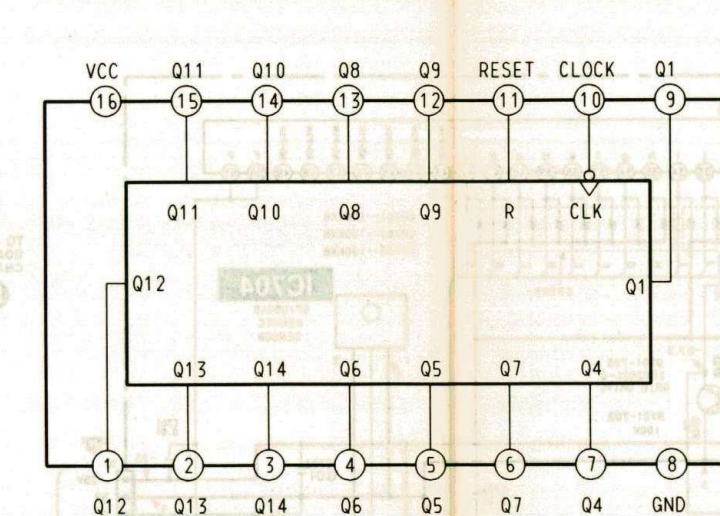 VCC Q11 Q10 Q8 Q9 RESET CLOCK Q1
16 15 14 13 12 11 10 9
Q11 Q10 Q8 Q9 R CLK
Q12 Q1
Q13 Q14 Q6 Q5 Q7 Q4
1 2 3 4 5 6 7 8
Q12 Q13 Q14 Q6 Q5 Q7 Q4 GND
IC704